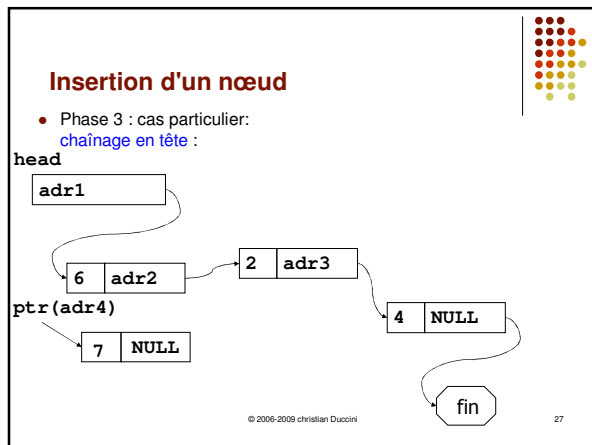 Insertion d'un nœud
• Phase 3 : cas particulier:
chaînage en tête :
head
adr1
6 adr2
2 adr3
ptr(adr4)
4 NULL
7 NULL
fin
© 2006-2009 christian Duccini
27